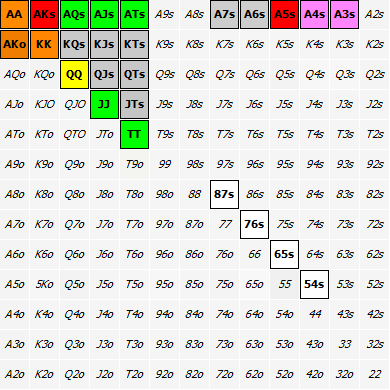 AA AKs AQs AJs ATs A9s A8s A7s A6s A5s A4s A3s A2s
AKo KK KQs KJs KTs K9s K8s K7s K6s K5s K4s K3s K2s
AQo KQo QQ QJs QTs Q9s Q8s Q7s Q6s Q5s Q4s Q3s Q2s
AJo KJO QJO JJ JTs J9s J8s J7s J6s J5s J4s J3s J2s
ATo KTo QTO JTo TT T9s T8s T7s T6s T5s T4s T3s T2s
A9o K9o Q9o J9o T9o 99 98s 97s 96s 95s 94s 93s 92s
A8o K8o Q8o J8o T8o 98o 88 87s 86s 85s 84s 83s 82s
A7o K7o Q7o J7o T7o 97o 87o 77 76s 75s 74s 73s 72s
A6o K6o Q6o J6o T6o 96o 86o 76o 66 65s 64s 63s 62s
A5o 5Ko Q5o J5o T5o 95o 85o 75o 65o 55 54s 53s 52s
A4o K4o Q4o J4o T4o 94o 84o 74o 64o 54o 44 43s 42s
A3o K3o Q3o J3o T3o 93o 83o 73o 63o 53o 43o 33 32s
A2o K2o Q2o J2o T2o 92o 82o 72o 62o 52o 42o 32o 22